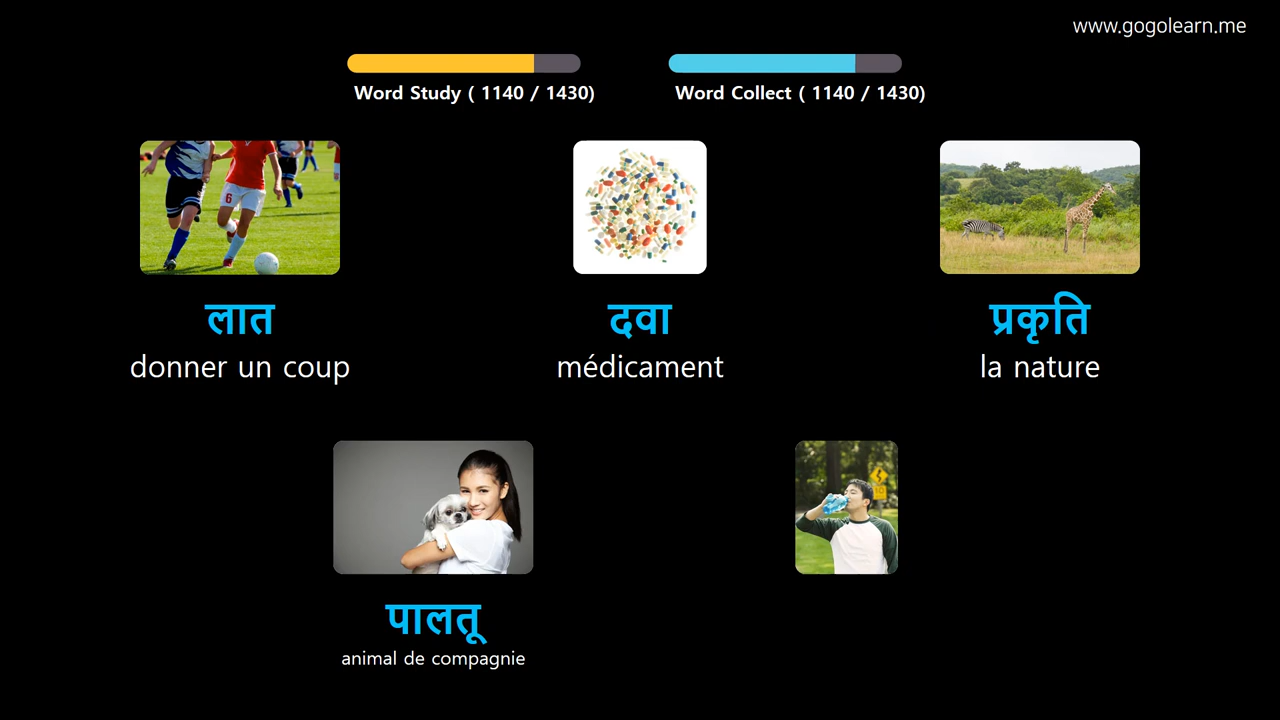 www.gogolearn.me
Word Study ( 1140 / 1430)
Word Collect ( 1140 / 1430)
लात
donner un coup
दवा
médicament
प्रकृति
la nature
पालतू
animal de compagnie